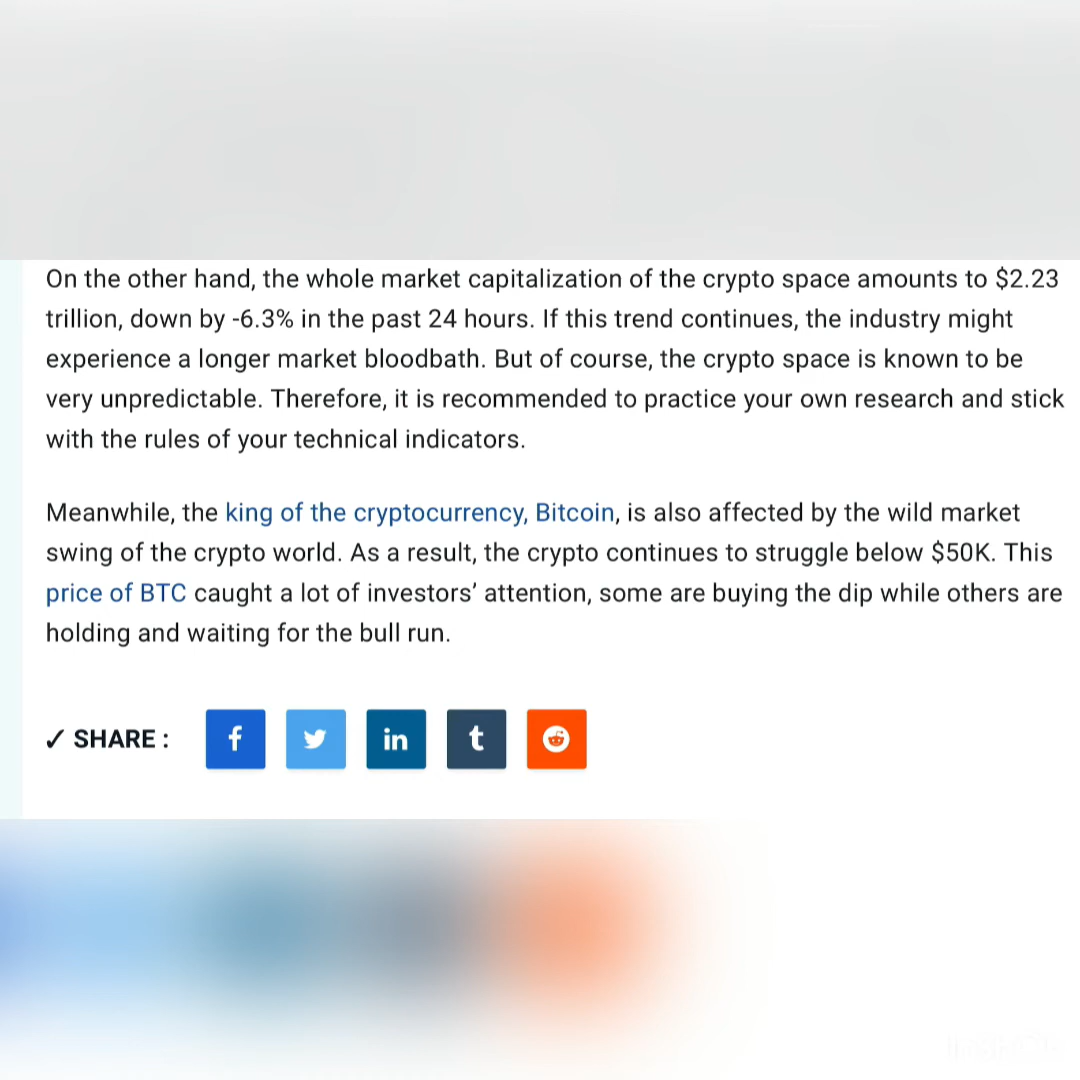 On the other hand, the whole market capitalization of the crypto space amounts to $2.23
trillion, down by -6.3% in the past 24 hours. If this trend continues, the industry might
experience a longer market bloodbath. But of course, the crypto space is known to be
very unpredictable. Therefore, it is recommended to practice your own research and stick
with the rules of your technical indicators.
Meanwhile, the king of the cryptocurrency, Bitcoin, is also affected by the wild market
swing of the crypto world. As a result, the crypto continues to struggle below $50K. This
price of BTC caught a lot of investors’ attention, some are buying the dip while others are
holding and waiting for the bull run.
✓ SHARE : f in t